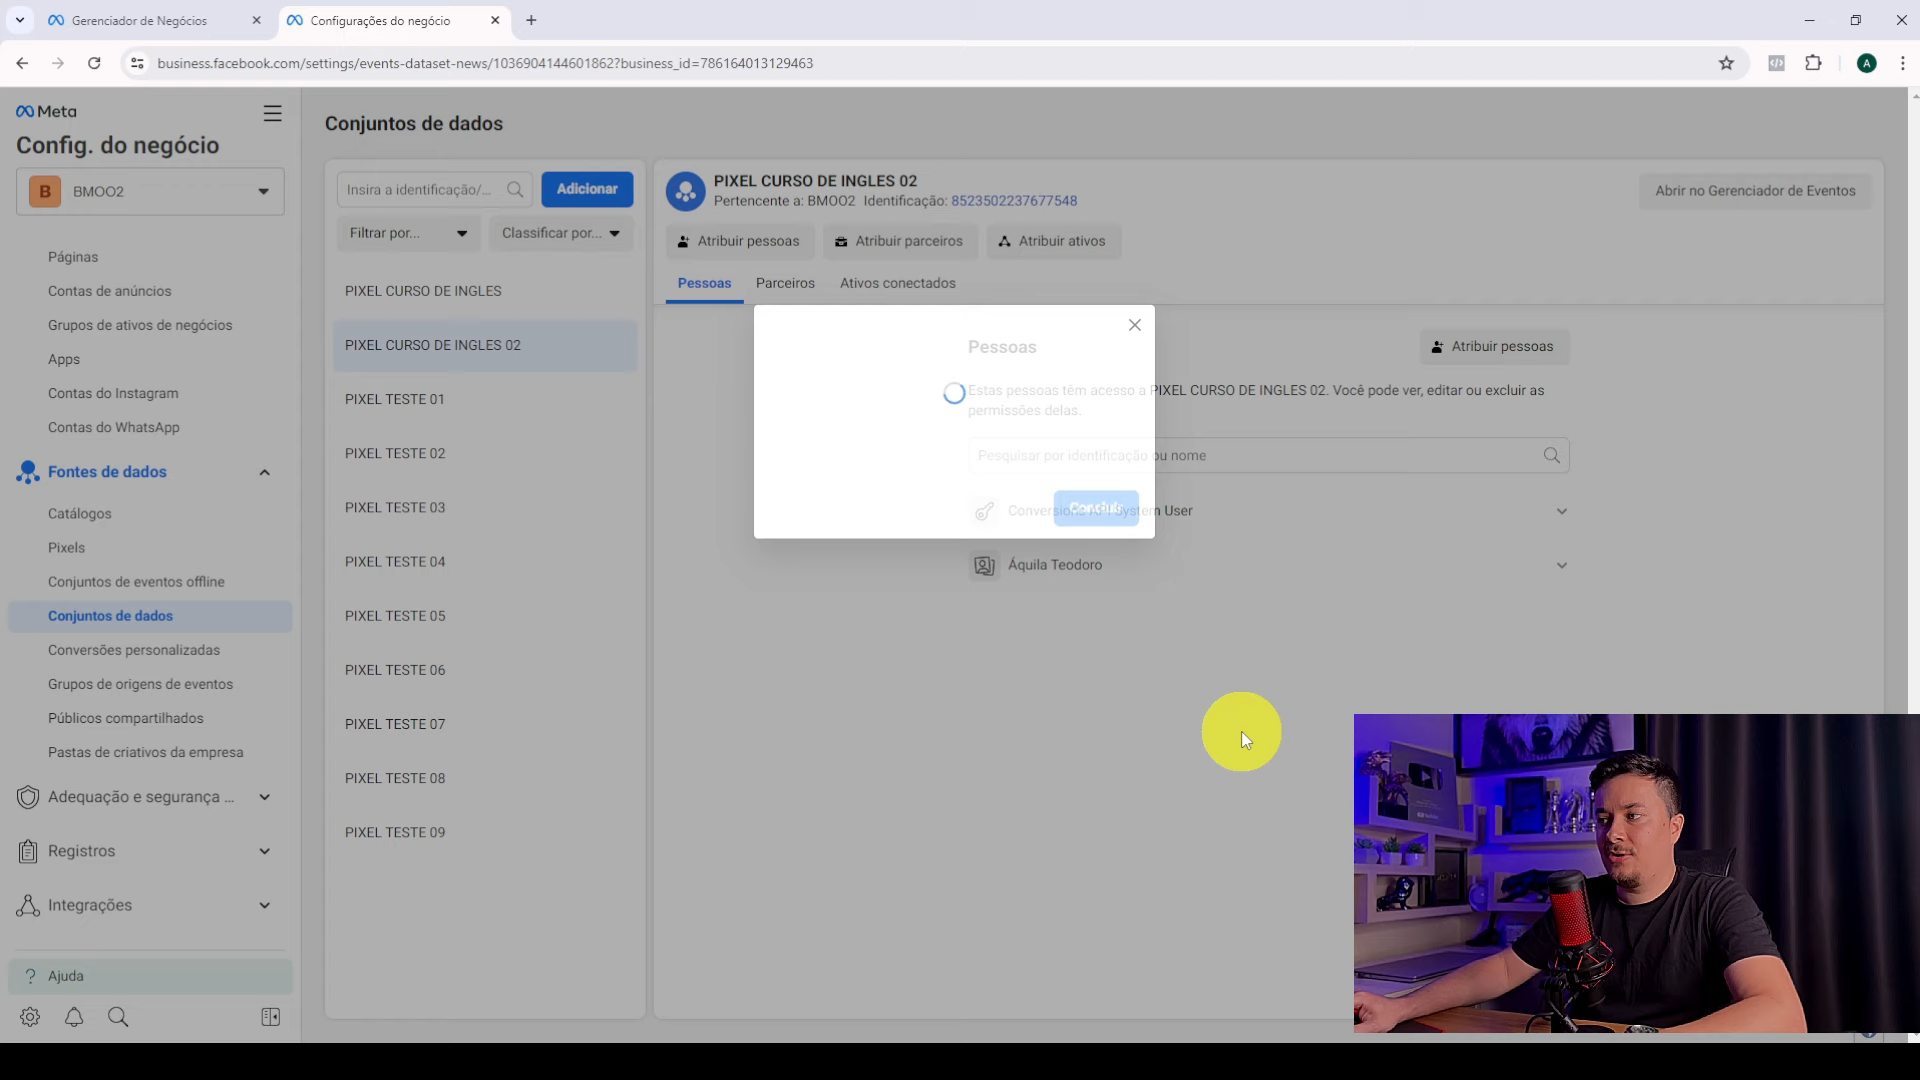 Gerenciador de Negócios
Configurações do negócio
business.facebook.com/settings/events-dataset-news/1036904144601862?business_id=786164013129463
A
Meta
Config. do negócio
B
BMOO2
Páginas
Contas de anúncios
Grupos de ativos de negócios
Apps
Contas do Instagram
Contas do WhatsApp
Fontes de dados
Catálogos
Pixels
Conjuntos de eventos offline
Conjuntos de dados
Conversões personalizadas
Grupos de origens de eventos
Públicos compartilhados
Pastas de criativos da empresa
Adequação e segurança ...
Registros
Integrações
? Ajuda
Conjuntos de dados
Insira a identificação/...
Adicionar
Filtrar por...
Classificar por...
PIXEL CURSO DE INGLES
PIXEL CURSO DE INGLES 02
PIXEL TESTE 01
PIXEL TESTE 02
PIXEL TESTE 03
PIXEL TESTE 04
PIXEL TESTE 05
PIXEL TESTE 06
PIXEL TESTE 07
PIXEL TESTE 08
PIXEL TESTE 09
PIXEL CURSO DE INGLES 02
Pertencente a: BMOO2 Identificação: 8523502237677548
Abrir no Gerenciador de Eventos
Atribuir pessoas
Atribuir parceiros
Atribuir ativos
Pessoas
Parceiros
Ativos conectados
Pessoas
Atribuir pessoas
Estas pessoas têm acesso a PIXEL CURSO DE INGLES 02. Você pode ver, editar ou excluir as
permissões delas.
Pesquisar por identificação ou nome
Conversions API System User
Concluir
Áquila Teodoro